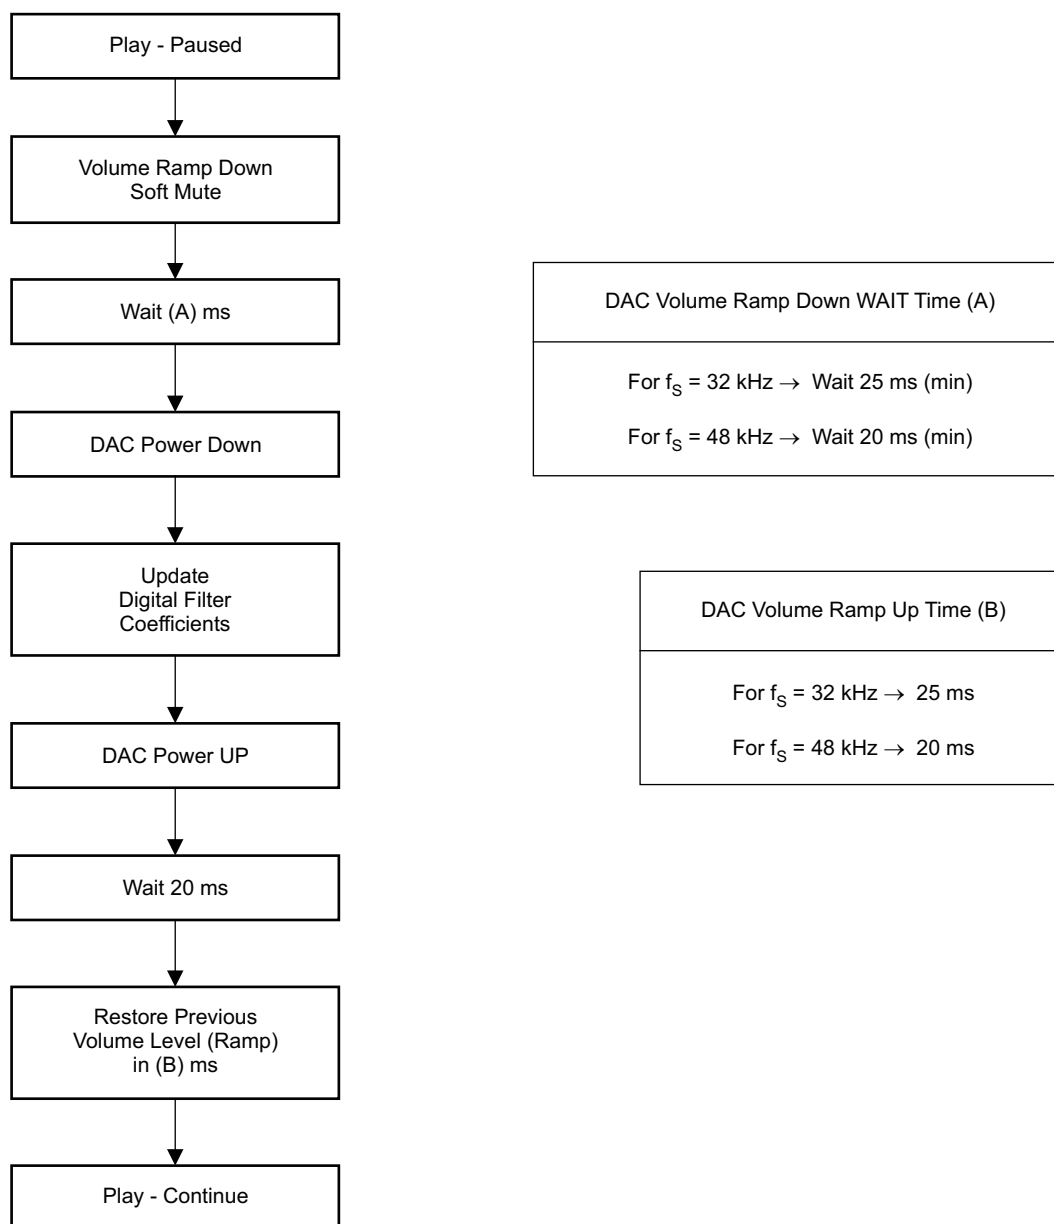 Play - Paused
Volume Ramp Down
Soft Mute
Wait (A) ms
DAC Power Down
Update
Digital Filter
Coefficients
DAC Power UP
Wait 20 ms
Restore Previous
Volume Level (Ramp)
in (B) ms
Play - Continue
DAC Volume Ramp Down WAIT Time (A)
For fS = 32 kHz → Wait 25 ms (min)
For fS = 48 kHz → Wait 20 ms (min)
DAC Volume Ramp Up Time (B)
For fS = 32 kHz → 25 ms
For fS = 48 kHz → 20 ms